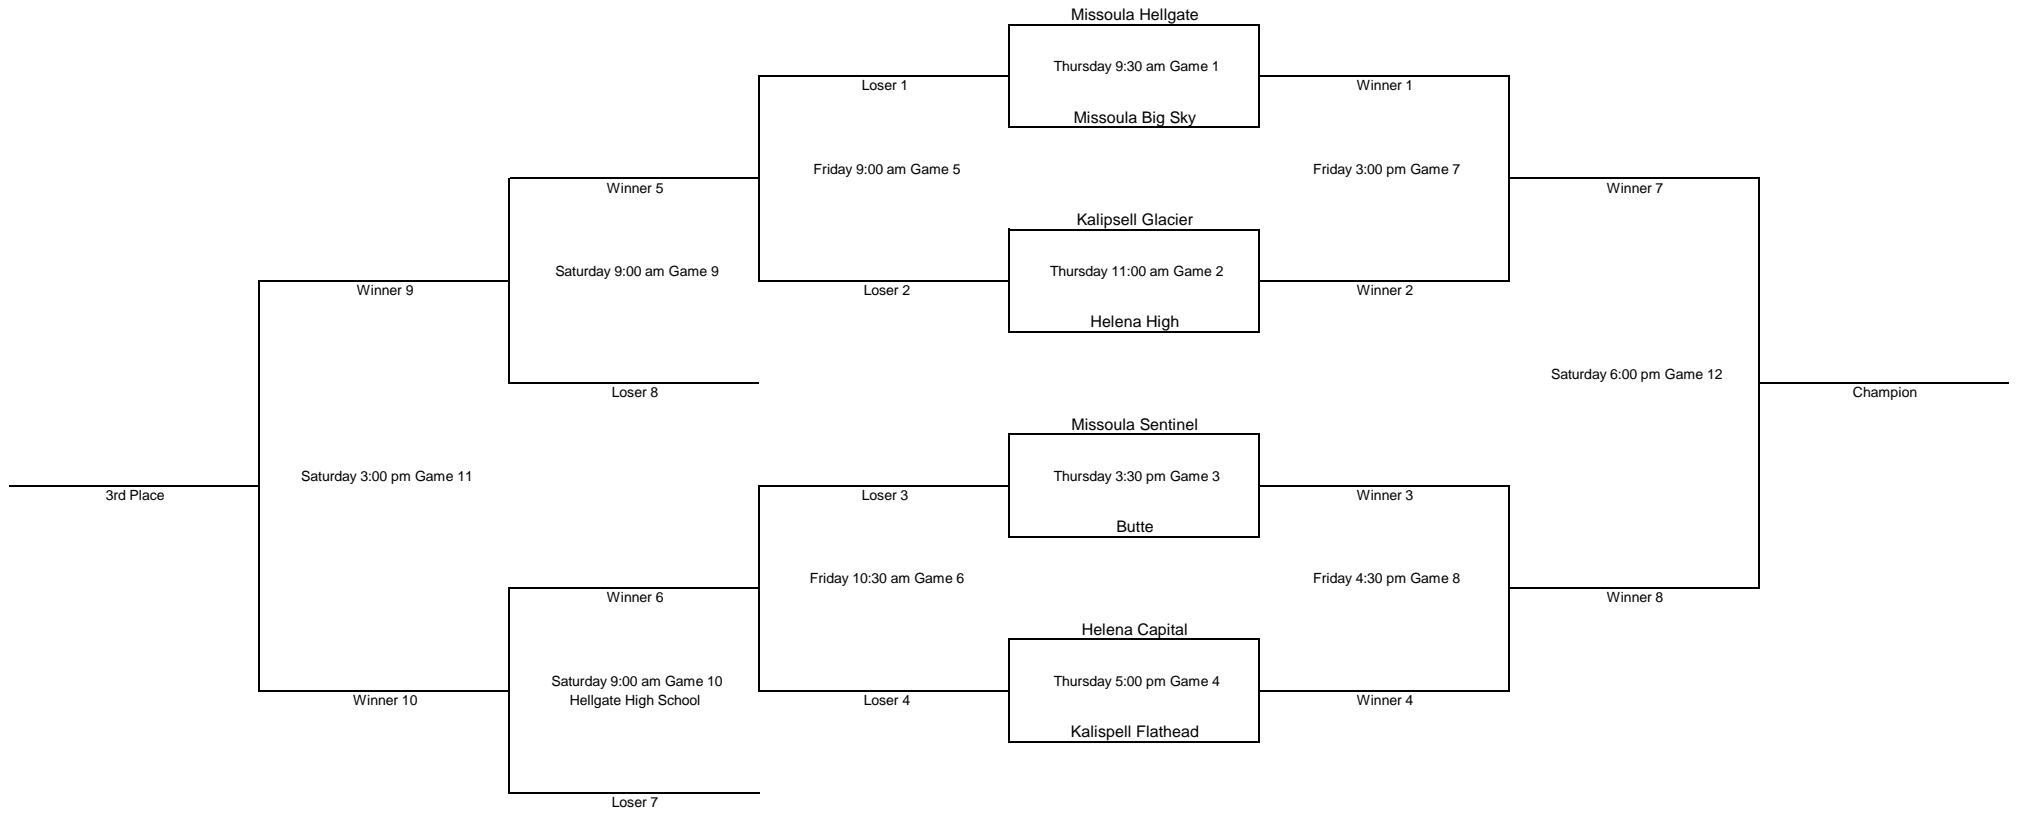 Missoula Hellgate
Thursday 9:30 am Game 1
Loser 1
Winner 1
Missoula Big Sky
Friday 9:00 am Game 5
Friday 3:00 pm Game 7
Winner 5
Winner 7
Kalipsell Glacier
Saturday 9:00 am Game 9
Thursday 11:00 am Game 2
Winner 9
Loser 2
Winner 2
Helena High
Saturday 6:00 pm Game 12
Loser 8
Champion
Missoula Sentinel
Saturday 3:00 pm Game 11
Thursday 3:30 pm Game 3
3rd Place
Loser 3
Winner 3
Butte
Friday 10:30 am Game 6
Friday 4:30 pm Game 8
Winner 6
Winner 8
Helena Capital
Saturday 9:00 am Game 10
Hellgate High School
Thursday 5:00 pm Game 4
Winner 10
Loser 4
Winner 4
Kalispell Flathead
Loser 7